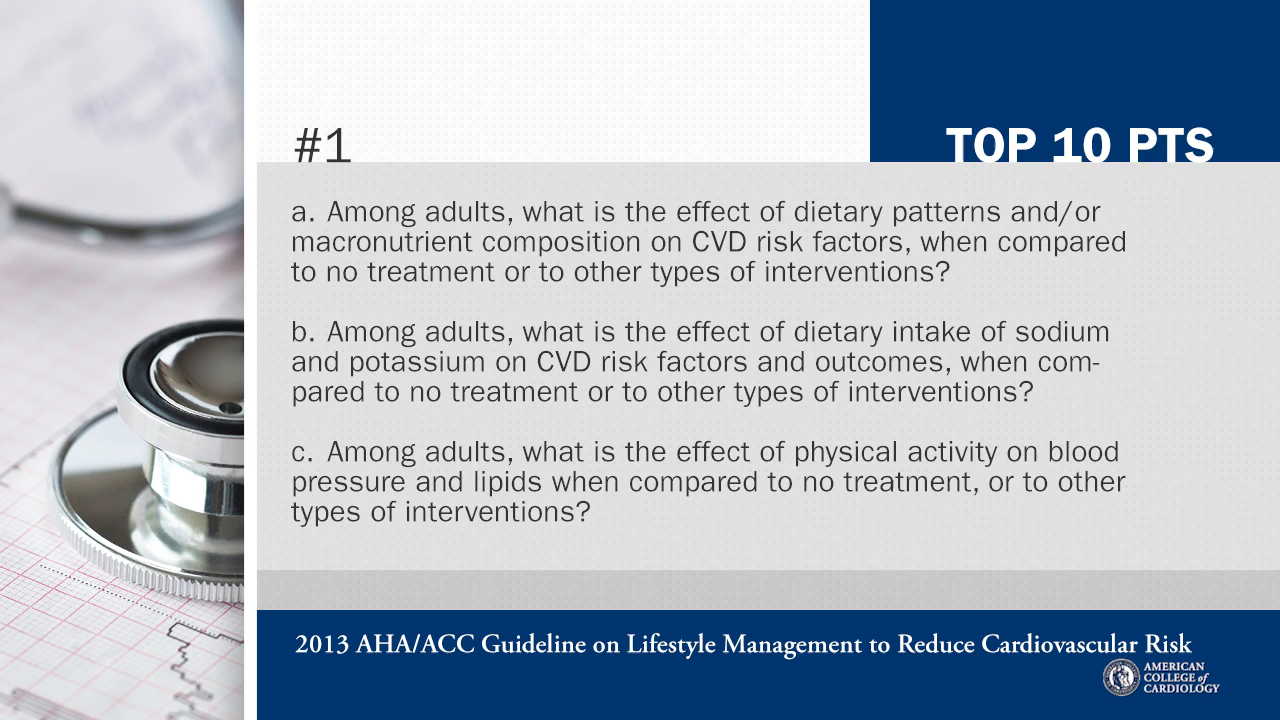 #1
TOP 10 PTS
a. Among adults, what is the effect of dietary patterns and/or
macronutrient composition on CVD risk factors, when compared
to no treatment or to other types of interventions?
b. Among adults, what is the effect of dietary intake of sodium
and potassium on CVD risk factors and outcomes, when com-
pared to no treatment or to other types of interventions?
c. Among adults, what is the effect of physical activity on blood
pressure and lipids when compared to no treatment, or to other
types of interventions?
2013 AHA/ACC Guideline on Lifestyle Management to Reduce Cardiovascular Risk
AMERICAN
COLLEGE of
CARDIOLOGY